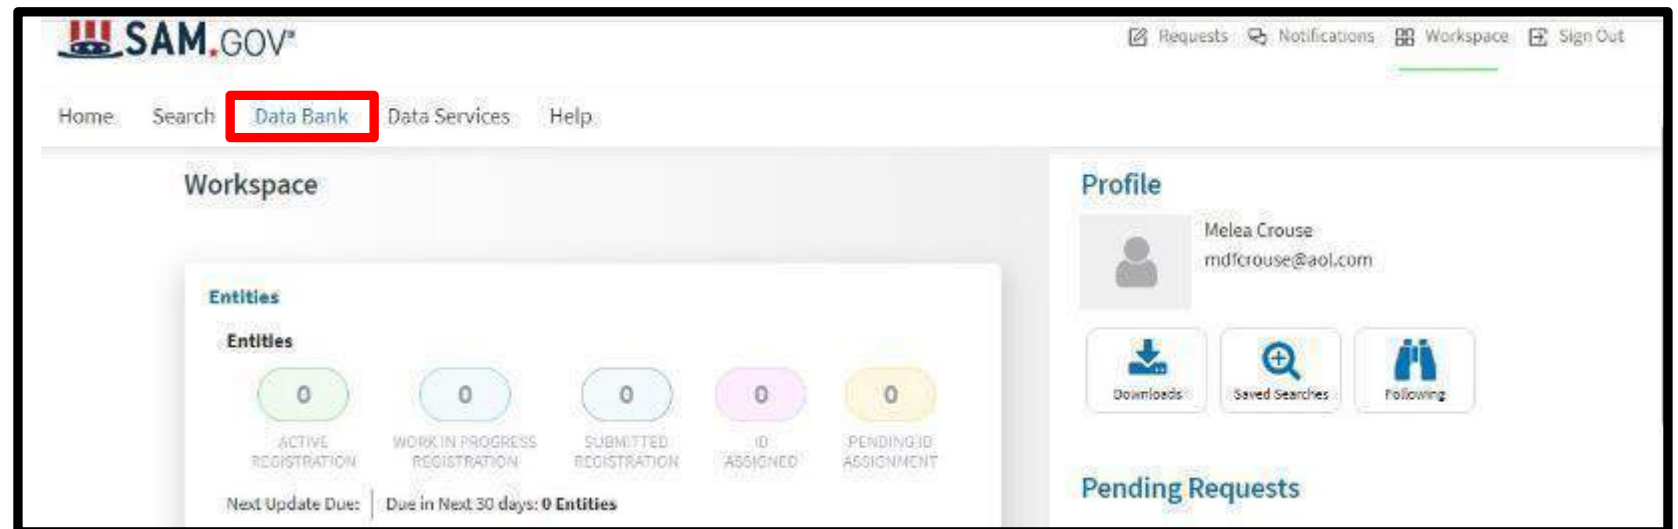 SAM.GOV®
Requests Notifications Workspace Sign Out
Home Search Data Bank Data Services Help
Workspace
Profile
Melea Crouse
mdfcrouse@aol.com
Entities
Entities
0 0 0 0 0
Downloads Saved Searches Following
ACTIVE REGISTRATION
WORK IN PROGRESS REGISTRATION
SUBMITTED REGISTRATION
ID ASSIGNED
PENDING ID ASSIGNMENT
Pending Requests
Next Update Due: Due in Next 30 days: 0 Entities